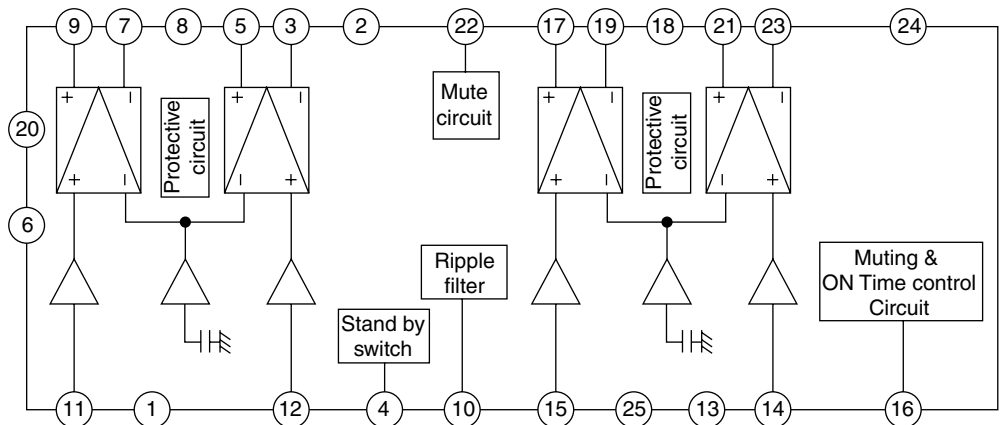 9 7 8 5 3 2 22 17 19 18 21 23 24
+ − + − + − + −
Mute
circuit
Protective
circuit
Protective
circuit
20
+ − − + + − − +
6
Ripple
filter
Muting &
ON Time control
Circuit
Stand by
switch
11 1 12 4 10 15 25 13 14 16